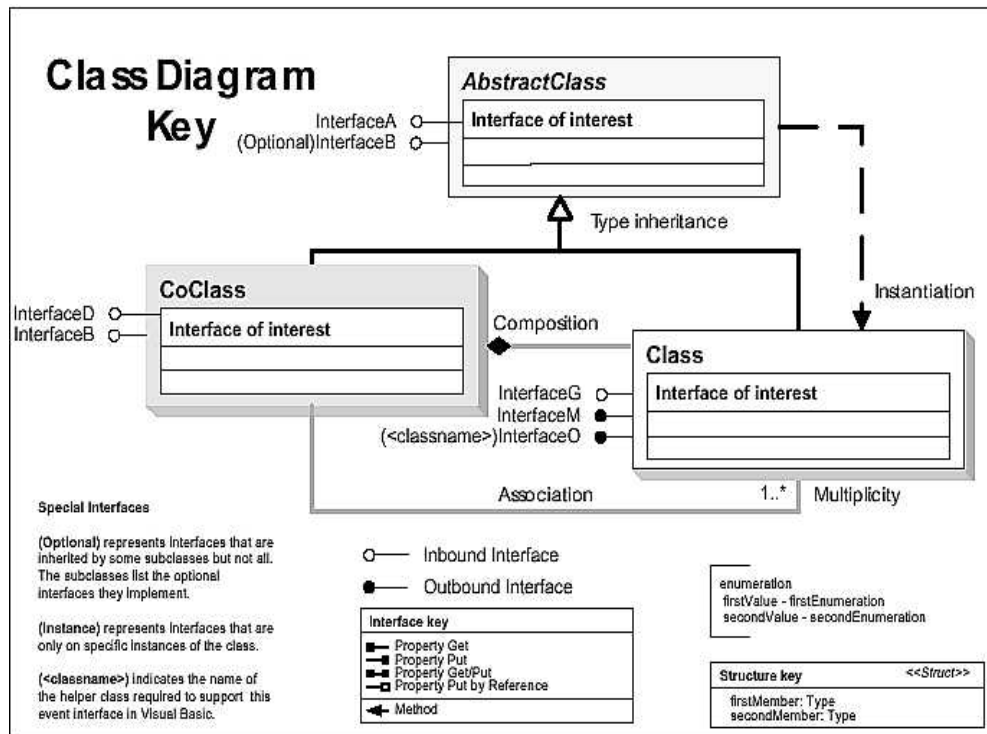 Class Diagram
Key
AbstractClass
Interface of interest
InterfaceA
(Optional)InterfaceB
Type inheritance
Instantiation
CoClass
Interface of interest
InterfaceD
InterfaceB
Composition
Class
Interface of interest
InterfaceG
InterfaceM
(<classname>)InterfaceO
Association
1..*
Multiplicity
Special Interfaces
(Optional) represents interfaces that are
inherited by some subclasses but not all.
The subclasses list the optional
interfaces they implement.
(Instance) represents interfaces that are
only on specific instances of the class.
(<classname>) indicates the name of
the helper class required to support this
event interface in Visual Basic.
Inbound Interface
Outbound Interface
Interface key
Property Get
Property Put
Property Get/Put
Property Put by Reference
Method
enumeration
firstValue - firstEnumeration
secondValue - secondEnumeration
Structure key <<Struct>>
firstMember: Type
secondMember: Type